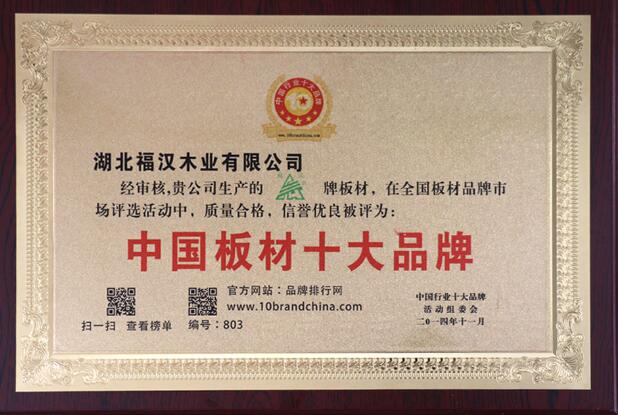 中国行业十大品牌
www.10brandchina.com
湖北福汉木业有限公司
经审核,贵公司生产的 牌板材，在全国板材品牌市
场评选活动中，质量合格，信誉优良被评为：
中国板材十大品牌
官方网站：品牌排行网
www.10brandchina.com
扫一扫 查看榜单 编号：803
中国行业十大品牌
活动组委会
二〇一四年十一月